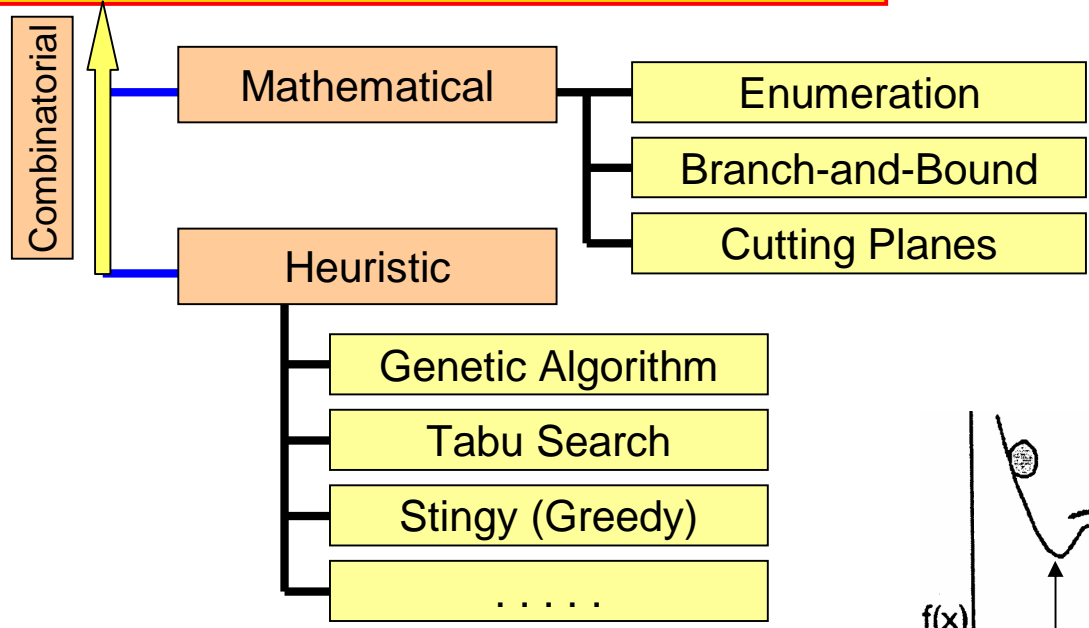 Combinatorial
Mathematical
Enumeration
Branch-and-Bound
Cutting Planes
Heuristic
Genetic Algorithm
Tabu Search
Stingy (Greedy)
. . . . .
f(x)